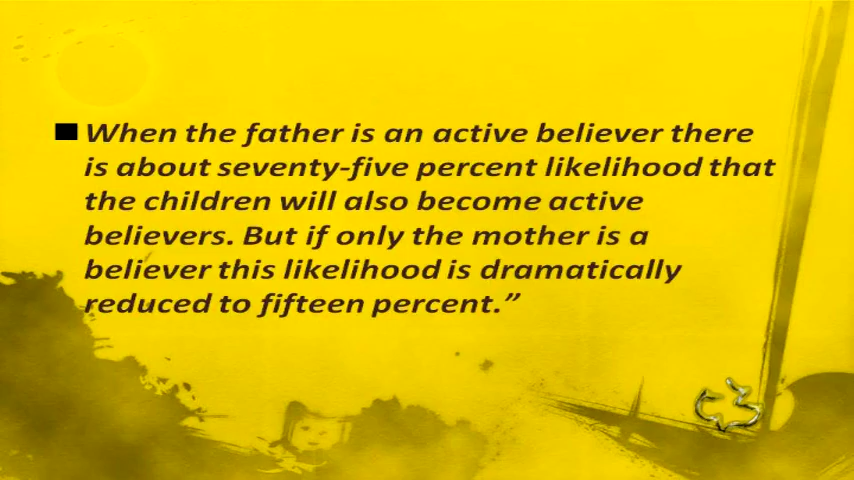 When the father is an active believer there
is about seventy-five percent likelihood that
the children will also become active
believers. But if only the mother is a
believer this likelihood is dramatically
reduced to fifteen percent.”